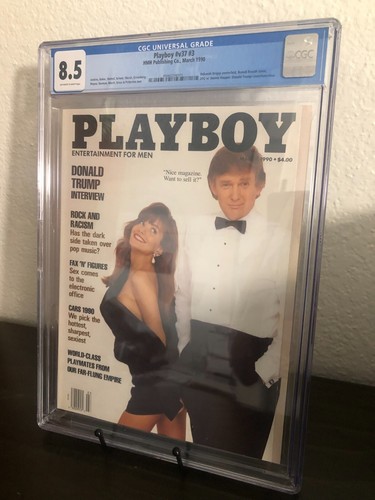 CGC UNIVERSAL GRADE
8.5
Playboy #v37 #3
HMH Publishing Co., March 1990
CGC
PLAYBOY
ENTERTAINMENT FOR MEN
1990 • $4.00
DONALD
TRUMP
INTERVIEW
"Nice magazine.
Want to sell it?"
ROCK AND
RACISM
Has the dark
side taken over
pop music?
FAX 'N' FIGURES
Sex comes
to the
electronic
office
CARS 1990
We pick the
hottest,
sharpest,
sexiest
WORLD-CLASS
PLAYMATES FROM
OUR FAR-FLUNG EMPIRE